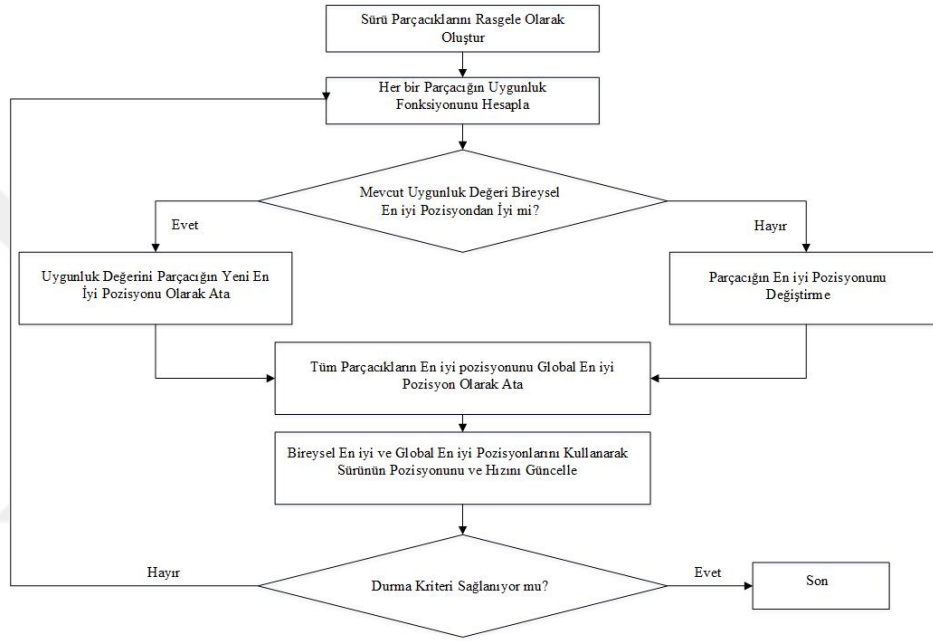 Sürü Parçacıklarını Rasgele Olarak
Oluştur
Her bir Parçacığın Uygunluk
Fonksiyonunu Hesapla
Mevcut Uygunluk Değeri Bireysel
En iyi Pozisyondan İyi mi?
Evet
Hayır
Uygunluk Değerini Parçacığın Yeni En
İyi Pozisyonu Olarak Ata
Parçacığın En iyi Pozisyonunu
Değiştirme
Tüm Parçacıkların En iyi pozisyonunu Global En iyi
Pozisyon Olarak Ata
Bireysel En iyi ve Global En iyi Pozisyonlarını Kullanarak
Sürünün Pozisyonunu ve Hızını Güncelle
Hayır
Durma Kriteri Sağlanıyor mu?
Evet
Son